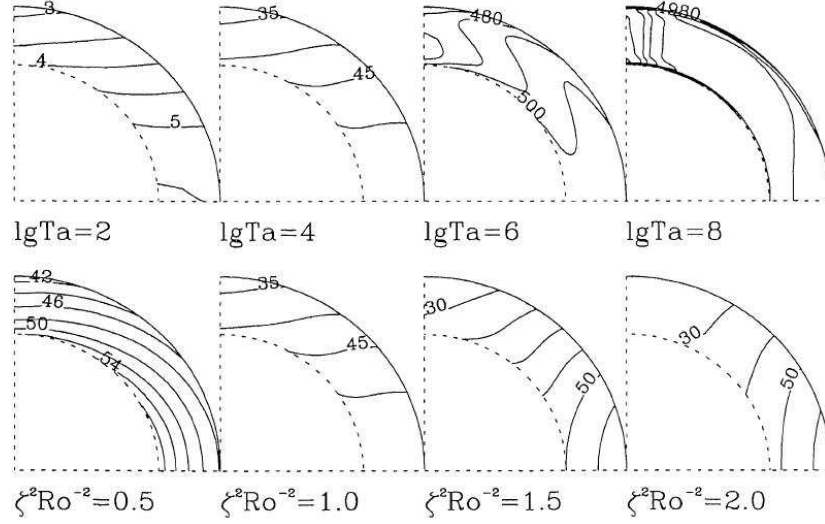 3 35 480 4980
4 45 500
5
lgTa=2 lgTa=4 lgTa=6 lgTa=8
42 35 30
46 45 50 30 50
50
54
ζ²Ro⁻²=0.5 ζ²Ro⁻²=1.0 ζ²Ro⁻²=1.5 ζ²Ro⁻²=2.0